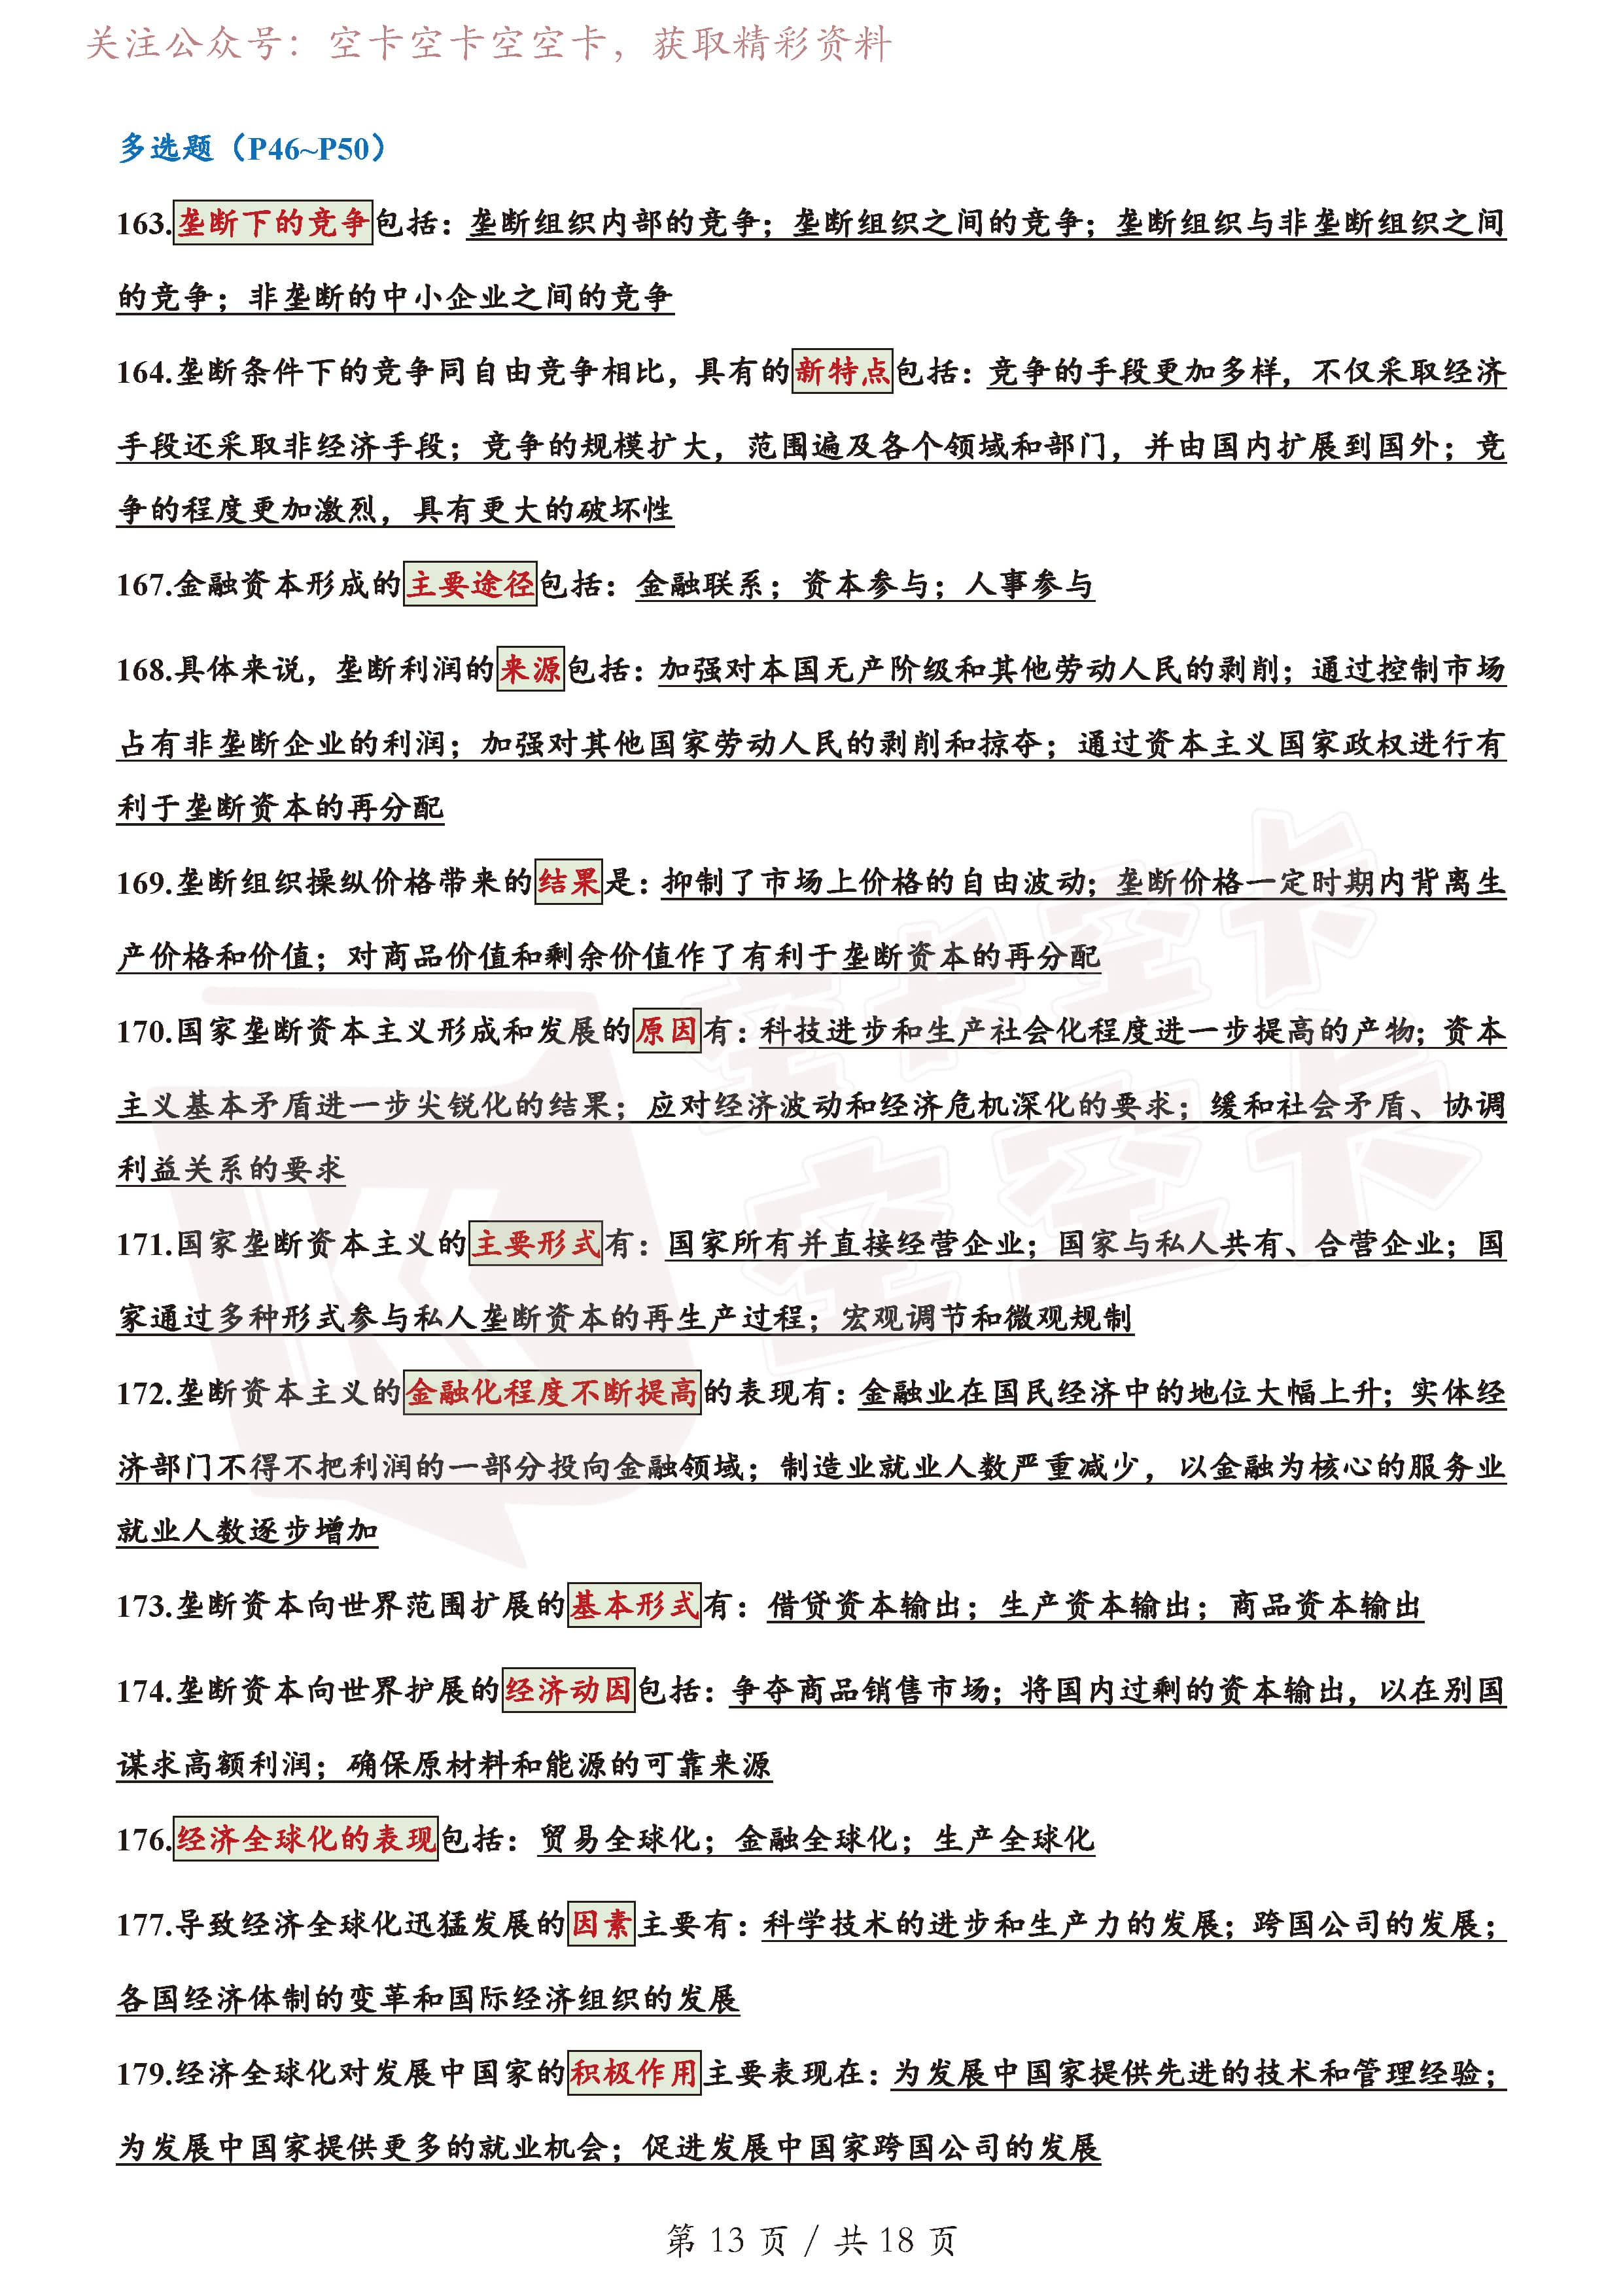 关注公众号：空卡空卡空空卡，获取精彩资料
多选题（P46~P50）
163.垄断下的竞争包括：垄断组织内部的竞争；垄断组织之间的竞争；垄断组织与非垄断组织之间
的竞争；非垄断的中小企业之间的竞争
164.垄断条件下的竞争同自由竞争相比，具有的新特点包括：竞争的手段更加多样，不仅采取经济
手段还采取非经济手段；竞争的规模扩大，范围遍及各个领域和部门，并由国内扩展到国外；竞
争的程度更加激烈，具有更大的破坏性
167.金融资本形成的主要途径包括：金融联系；资本参与；人事参与
168.具体来说，垄断利润的来源包括：加强对本国无产阶级和其他劳动人民的剥削；通过控制市场
占有非垄断企业的利润；加强对其他国家劳动人民的剥削和掠夺；通过资本主义国家政权进行有
利于垄断资本的再分配
169.垄断组织操纵价格带来的结果是：抑制了市场上价格的自由波动；垄断价格一定时期内背离生
产价格和价值；对商品价值和剩余价值作了有利于垄断资本的再分配
170.国家垄断资本主义形成和发展的原因有：科技进步和生产社会化程度进一步提高的产物；资本
主义基本矛盾进一步尖锐化的结果；应对经济波动和经济危机深化的要求；缓和社会矛盾、协调
利益关系的要求
171.国家垄断资本主义的主要形式有：国家所有并直接经营企业；国家与私人共有、合营企业；国
家通过多种形式参与私人垄断资本的再生产过程；宏观调节和微观规制
172.垄断资本主义的金融化程度不断提高的表现有：金融业在国民经济中的地位大幅上升；实体经
济部门不得不把利润的一部分投向金融领域；制造业就业人数严重减少，以金融为核心的服务业
就业人数逐步增加
173.垄断资本向世界范围扩展的基本形式有：借贷资本输出；生产资本输出；商品资本输出
174.垄断资本向世界扩展的经济动因包括：争夺商品销售市场；将国内过剩的资本输出，以在别国
谋求高额利润；确保原材料和能源的可靠来源
176.经济全球化的表现包括：贸易全球化；金融全球化；生产全球化
177.导致经济全球化迅猛发展的因素主要有：科学技术的进步和生产力的发展；跨国公司的发展；
各国经济体制的变革和国际经济组织的发展
179.经济全球化对发展中国家的积极作用主要表现在：为发展中国家提供先进的技术和管理经验；
为发展中国家提供更多的就业机会；促进发展中国家跨国公司的发展
空卡空卡
空空卡
第 13 页 / 共 18 页